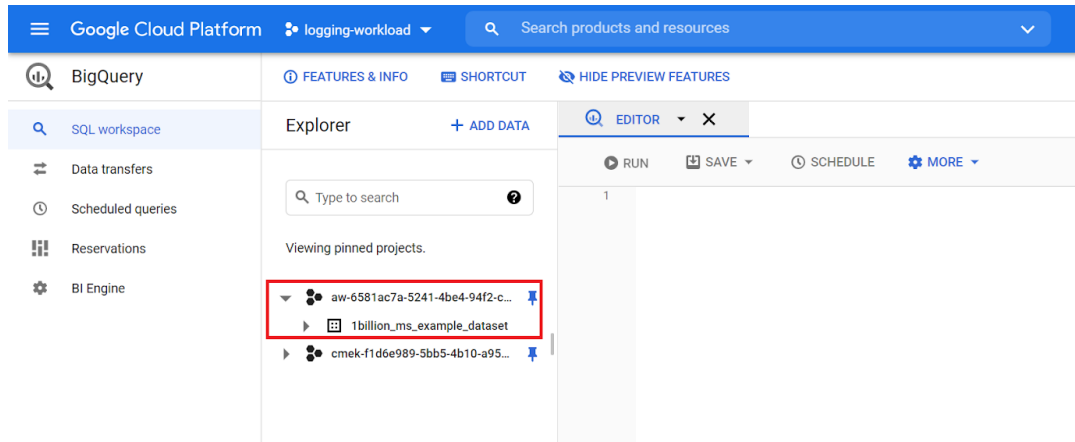 Google Cloud Platform logging-workload Search products and resources
BigQuery FEATURES & INFO SHORTCUT HIDE PREVIEW FEATURES
SQL workspace
Data transfers
Scheduled queries
Reservations
BI Engine
Explorer + ADD DATA
Type to search
Viewing pinned projects.
aw-6581ac7a-5241-4be4-94f2-c...
1billion_ms_example_dataset
cmek-f1d6e989-5bb5-4b10-a95...
EDITOR
RUN SAVE SCHEDULE MORE
1